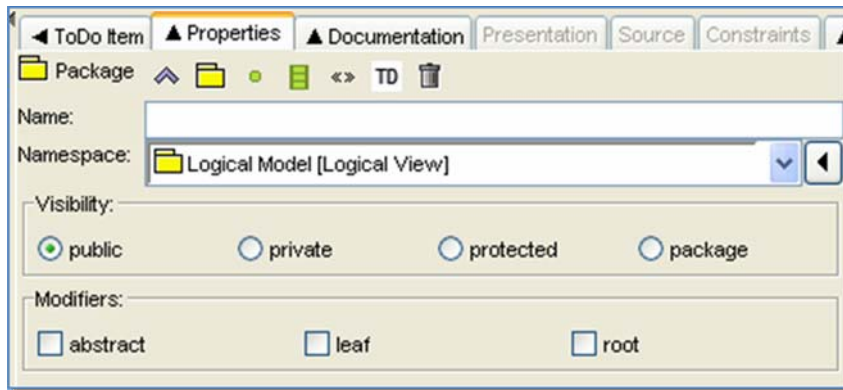 ToDo Item Properties Documentation Presentation Source Constraints
Package « » TD
Name:
Namespace: Logical Model [Logical View]
Visibility:
public private protected package
Modifiers:
abstract leaf root